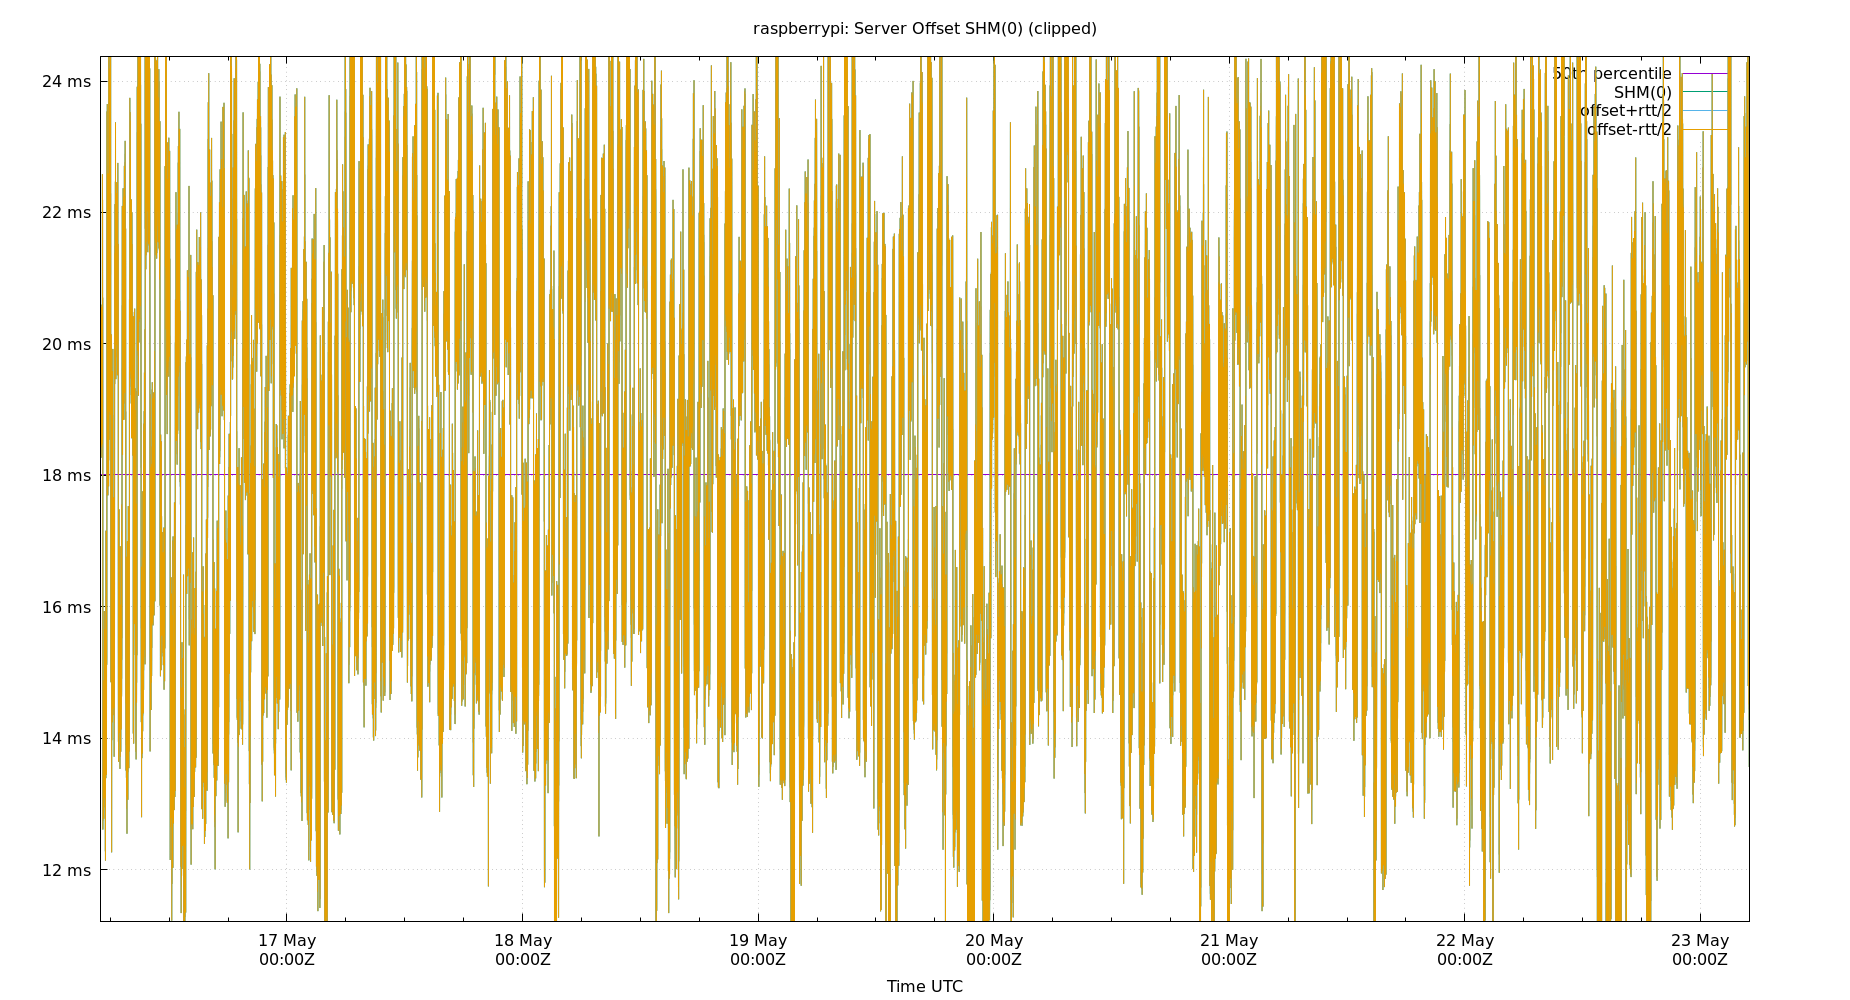 raspberrypi: Server Offset SHM(0) (clipped)
24 ms
22 ms
20 ms
18 ms
16 ms
14 ms
12 ms
50th percentile
SHM(0)
offset+rtt/2
offset-rtt/2
17 May
00:00Z
18 May
00:00Z
19 May
00:00Z
20 May
00:00Z
21 May
00:00Z
22 May
00:00Z
23 May
00:00Z
Time UTC